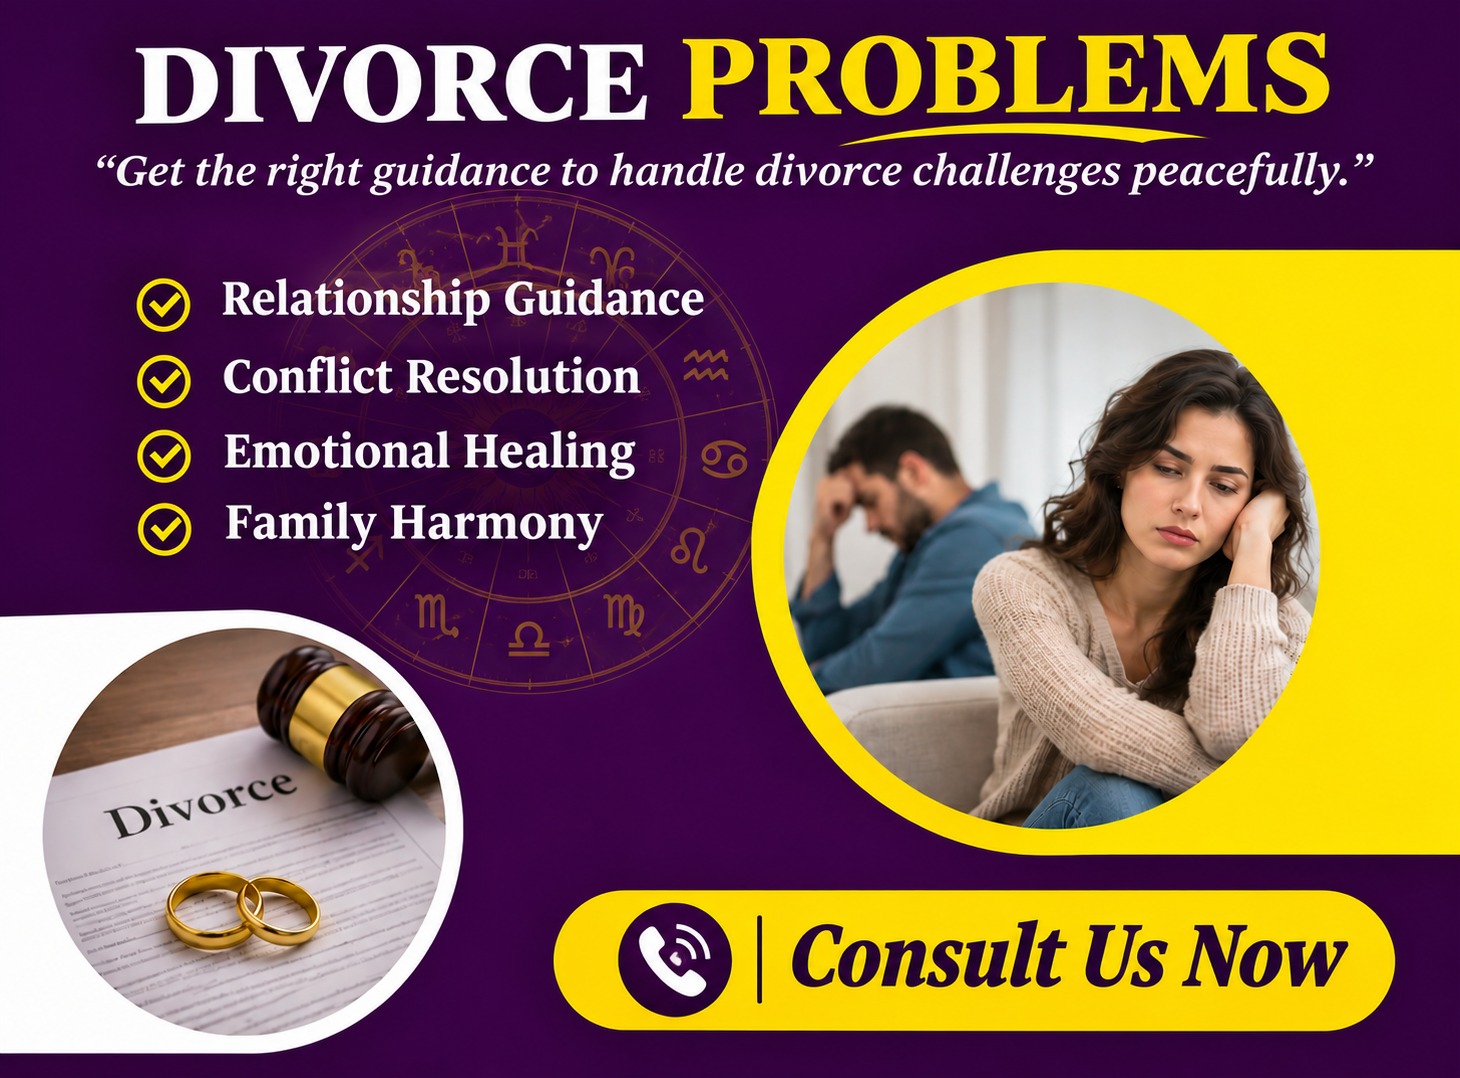 DIVORCE PROBLEMS
“Get the right guidance to handle divorce challenges peacefully.”
Relationship Guidance
Conflict Resolution
Emotional Healing
Family Harmony
Divorce
Consult Us Now